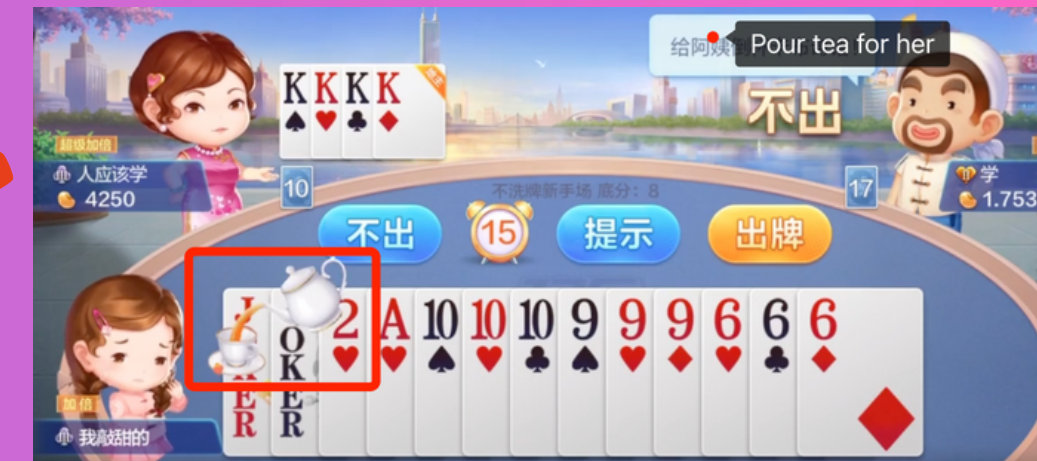 给阿姨
Pour tea for her
不出
K K K K
地主
超级加倍
人应该学
4250
10
不洗牌新手场 底分：8
17
学
1.753
不出
15
提示
出牌
JOKER
JOKER
2 A 10 10 10 9 9 9 6 6 6
加倍
我敲甜的